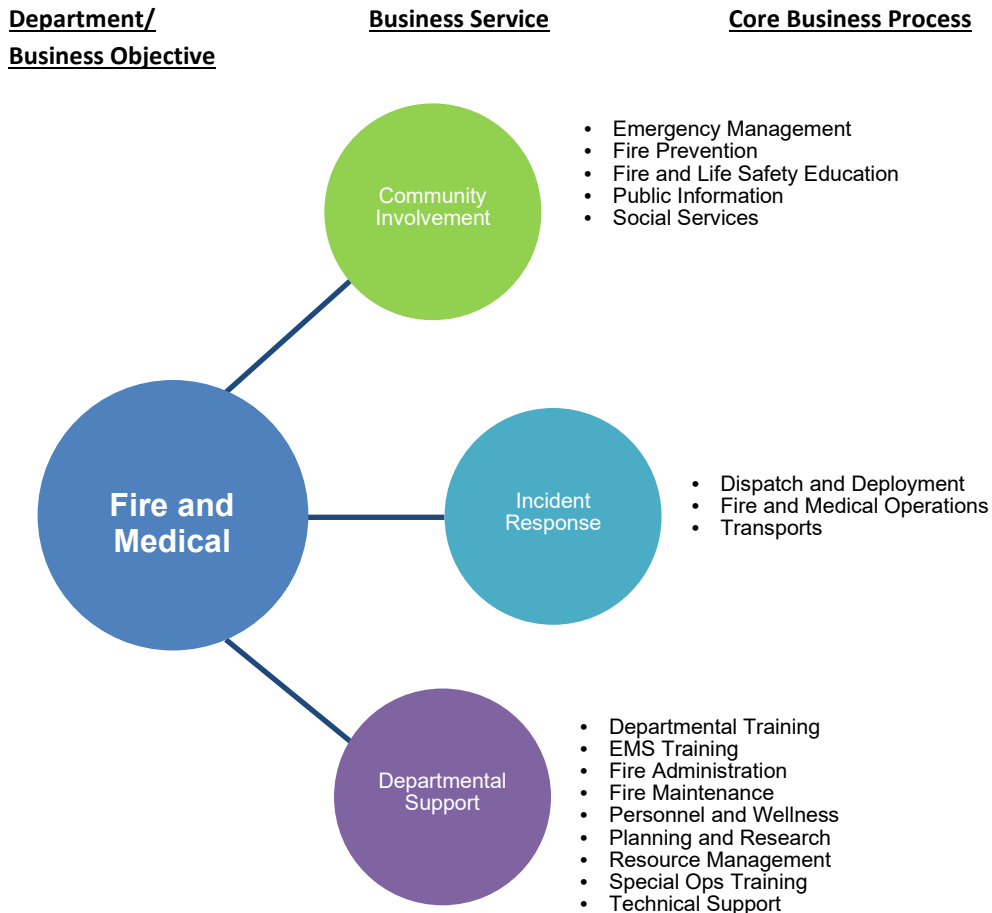 Department/
Business Objective
Business Service
Core Business Process
Community
Involvement
• Emergency Management
• Fire Prevention
• Fire and Life Safety Education
• Public Information
• Social Services
Fire and
Medical
Incident
Response
• Dispatch and Deployment
• Fire and Medical Operations
• Transports
Departmental
Support
• Departmental Training
• EMS Training
• Fire Administration
• Fire Maintenance
• Personnel and Wellness
• Planning and Research
• Resource Management
• Special Ops Training
• Technical Support